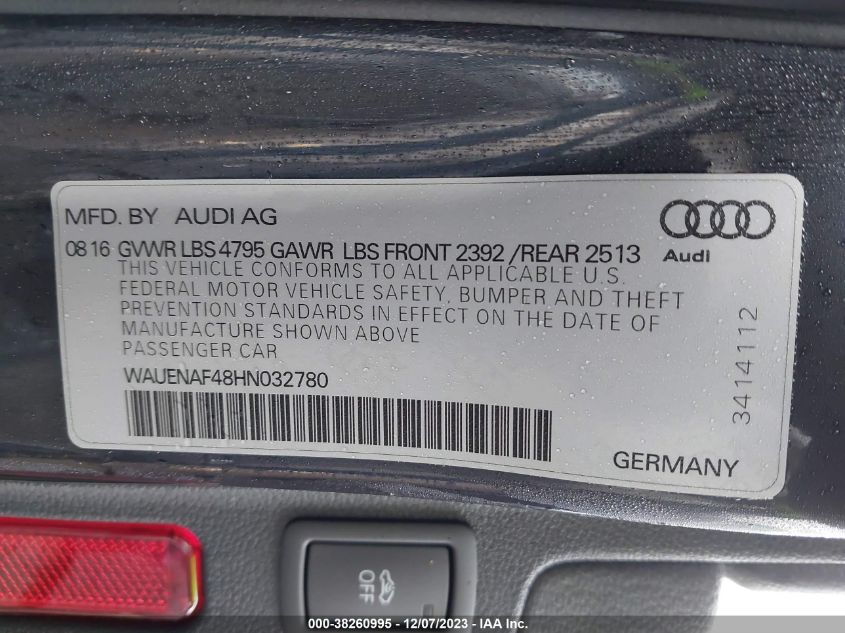 MFD. BY AUDI AG
08 16 GVWR LBS 4795 GAWR LBS FRONT 2392 /REAR 2513
Audi
THIS VEHICLE CONFORMS TO ALL APPLICABLE U.S.
FEDERAL MOTOR VEHICLE SAFETY, BUMPER AND THEFT
PREVENTION STANDARDS IN EFFECT ON THE DATE OF
MANUFACTURE SHOWN ABOVE
PASSENGER CAR
WAUENAF48HN032780
3414112
GERMANY
OFF
000-38260995 - 12/07/2023 - IAA Inc.